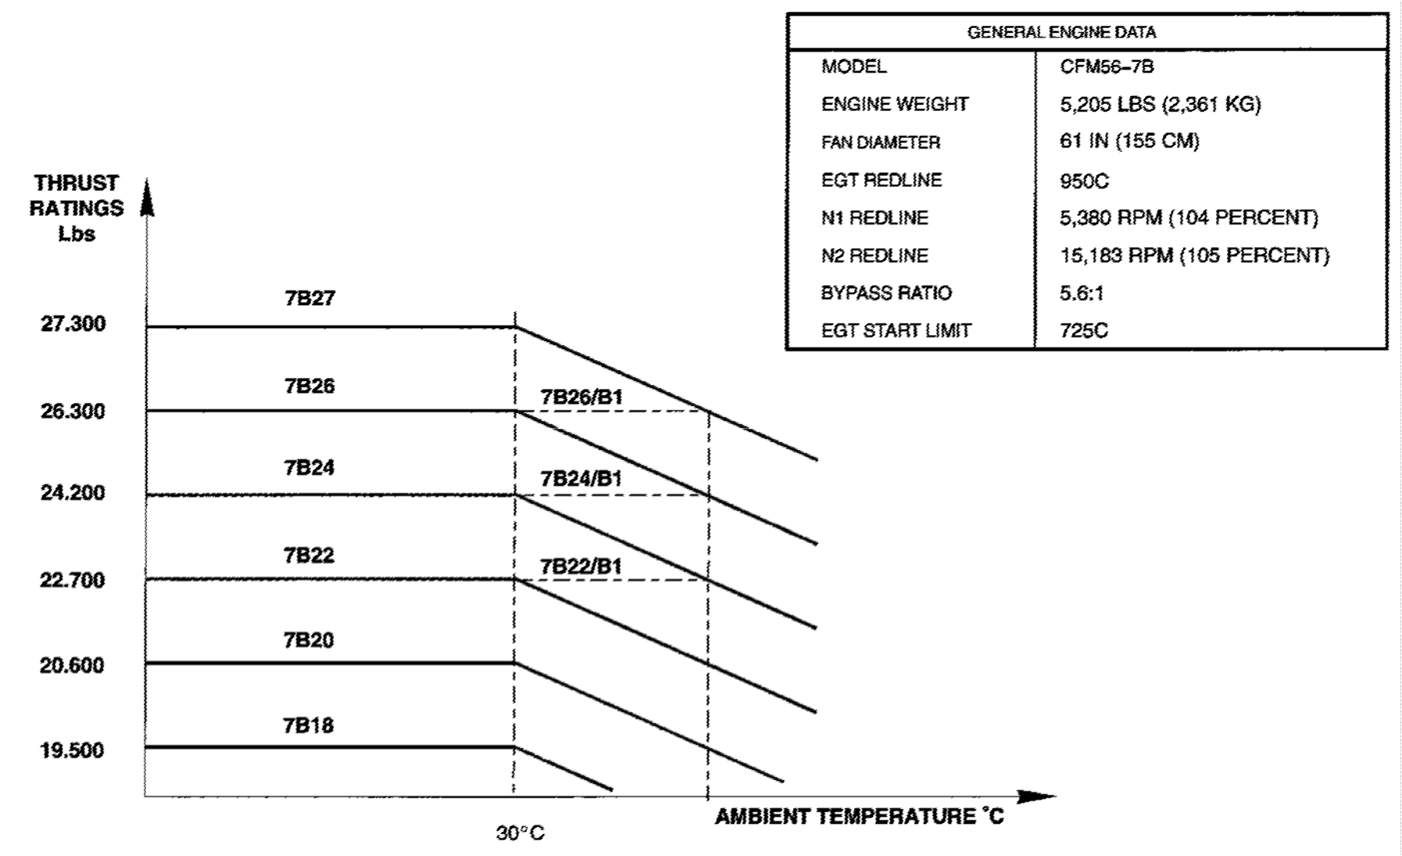 GENERAL ENGINE DATA
MODEL CFM56–7B
ENGINE WEIGHT 5,205 LBS (2,361 KG)
FAN DIAMETER 61 IN (155 CM)
EGT REDLINE 950C
N1 REDLINE 5,380 RPM (104 PERCENT)
N2 REDLINE 15,183 RPM (105 PERCENT)
BYPASS RATIO 5.6:1
EGT START LIMIT 725C
THRUST
RATINGS
Lbs
7B27
27.300
7B26
7B26/B1
26.300
7B24
7B24/B1
24.200
7B22
7B22/B1
22.700
7B20
20.600
7B18
19.500
AMBIENT TEMPERATURE °C
30°C